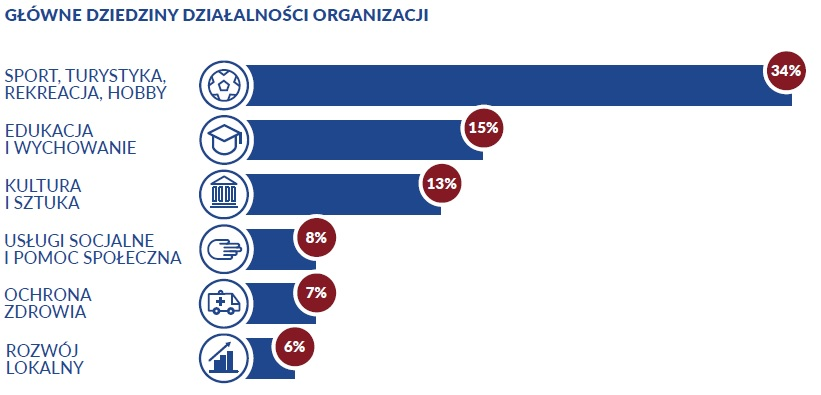 GŁÓWNE DZIEDZINY DZIAŁALNOŚCI ORGANIZACJI
SPORT, TURYSTYKA,
REKREACJA, HOBBY
34%
EDUKACJA
I WYCHOWANIE
15%
KULTURA
I SZTUKA
13%
USŁUGI SOCJALNE
I POMOC SPOŁECZNA
8%
OCHRONA
ZDROWIA
7%
ROZWÓJ
LOKALNY
6%